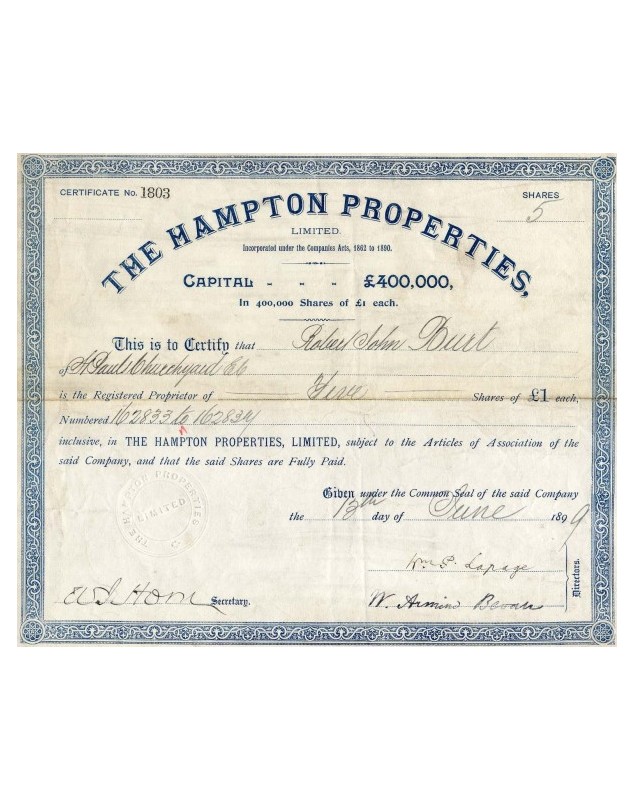 CERTIFICATE No. 1803
SHARES
5
THE HAMPTON PROPERTIES,
LIMITED.
Incorporated under the Companies Acts, 1862 to 1890.
CAPITAL - - - £400,000,
In 400,000 Shares of £1 each.
This is to Certify that Robert John Burt
of St Pauls Churchyard
is the Registered Proprietor of Five Shares of £1 each,
Numbered 162833 to 162837
inclusive, in THE HAMPTON PROPERTIES, LIMITED, subject to the Articles of Association of the
said Company, and that the said Shares are Fully Paid.
Given under the Common Seal of the said Company
the 13th day of June 1899
THE HAMPTON PROPERTIES
LIMITED
Wm P. Lapage
Directors.
Secretary.
W.